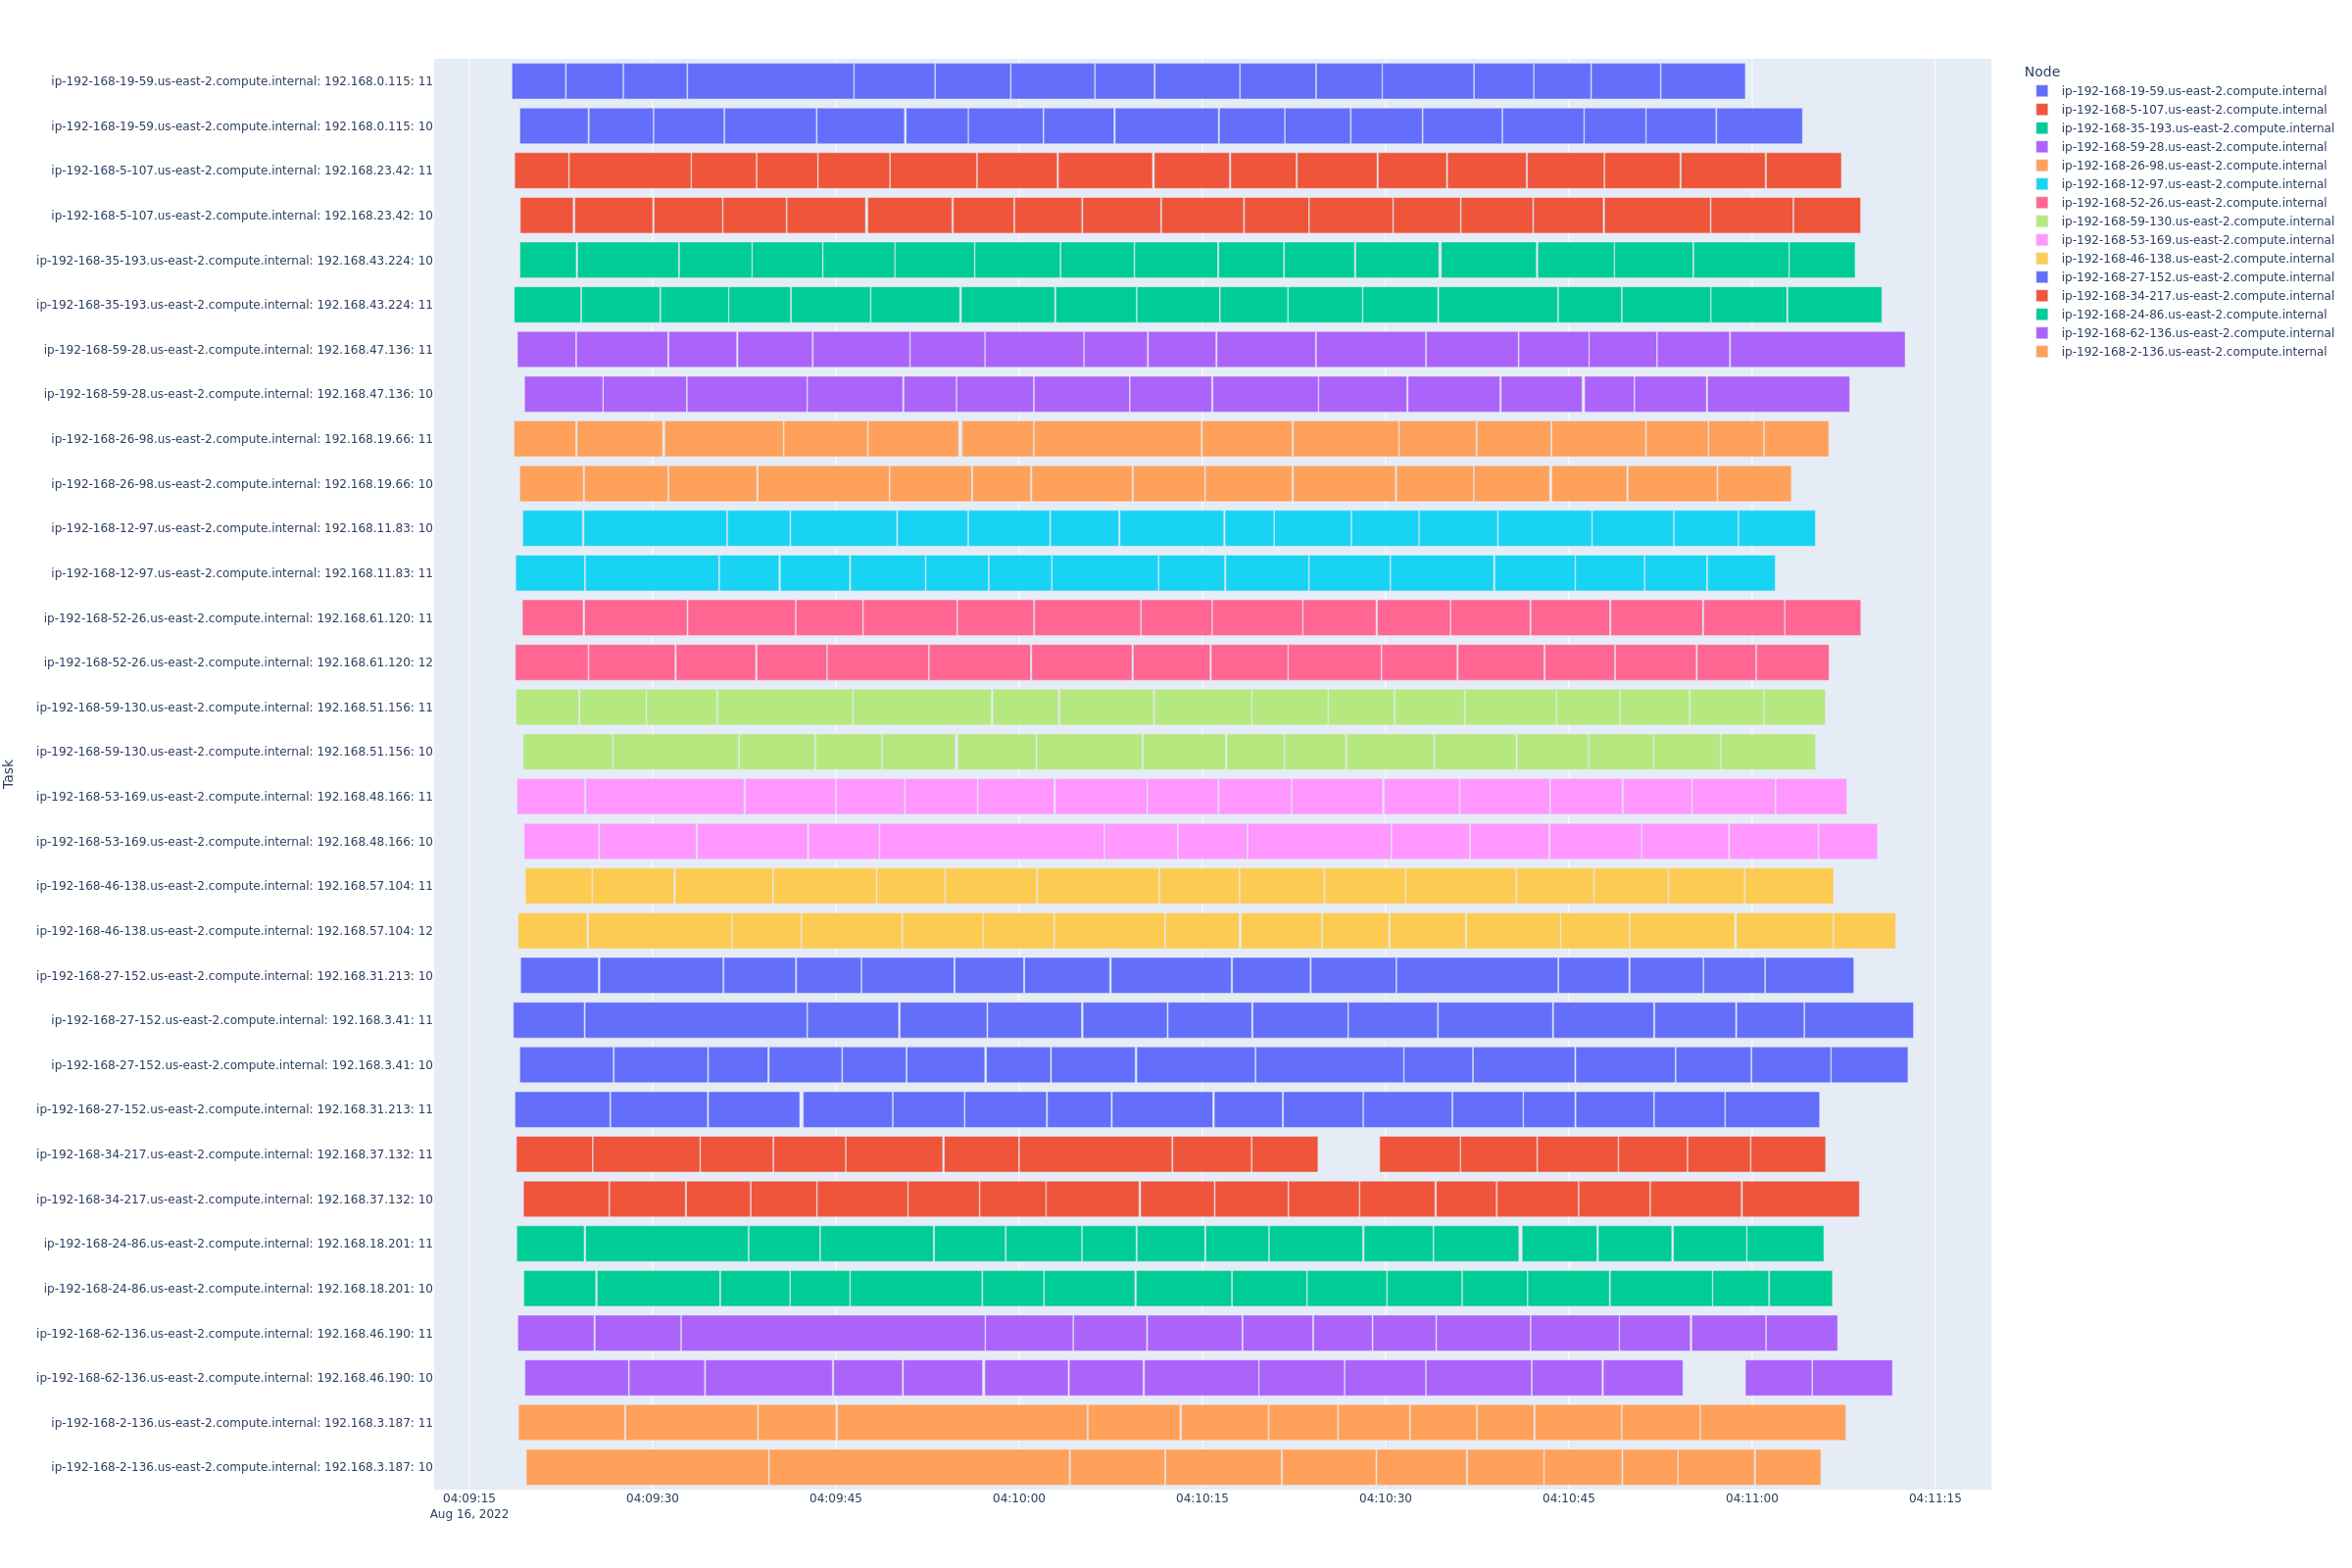 ip-192-168-19-59.us-east-2.compute.internal: 192.168.0.115: 11
ip-192-168-19-59.us-east-2.compute.internal: 192.168.0.115: 10
ip-192-168-5-107.us-east-2.compute.internal: 192.168.23.42: 11
ip-192-168-5-107.us-east-2.compute.internal: 192.168.23.42: 10
ip-192-168-35-193.us-east-2.compute.internal: 192.168.43.224: 10
ip-192-168-35-193.us-east-2.compute.internal: 192.168.43.224: 11
ip-192-168-59-28.us-east-2.compute.internal: 192.168.47.136: 11
ip-192-168-59-28.us-east-2.compute.internal: 192.168.47.136: 10
ip-192-168-26-98.us-east-2.compute.internal: 192.168.19.66: 11
ip-192-168-26-98.us-east-2.compute.internal: 192.168.19.66: 10
ip-192-168-12-97.us-east-2.compute.internal: 192.168.11.83: 10
ip-192-168-12-97.us-east-2.compute.internal: 192.168.11.83: 11
ip-192-168-52-26.us-east-2.compute.internal: 192.168.61.120: 11
ip-192-168-52-26.us-east-2.compute.internal: 192.168.61.120: 12
ip-192-168-59-130.us-east-2.compute.internal: 192.168.51.156: 11
ip-192-168-59-130.us-east-2.compute.internal: 192.168.51.156: 10
ip-192-168-53-169.us-east-2.compute.internal: 192.168.48.166: 11
ip-192-168-53-169.us-east-2.compute.internal: 192.168.48.166: 10
ip-192-168-46-138.us-east-2.compute.internal: 192.168.57.104: 11
ip-192-168-46-138.us-east-2.compute.internal: 192.168.57.104: 12
ip-192-168-27-152.us-east-2.compute.internal: 192.168.31.213: 10
ip-192-168-27-152.us-east-2.compute.internal: 192.168.3.41: 11
ip-192-168-27-152.us-east-2.compute.internal: 192.168.3.41: 10
ip-192-168-27-152.us-east-2.compute.internal: 192.168.31.213: 11
ip-192-168-34-217.us-east-2.compute.internal: 192.168.37.132: 11
ip-192-168-34-217.us-east-2.compute.internal: 192.168.37.132: 10
ip-192-168-24-86.us-east-2.compute.internal: 192.168.18.201: 11
ip-192-168-24-86.us-east-2.compute.internal: 192.168.18.201: 10
ip-192-168-62-136.us-east-2.compute.internal: 192.168.46.190: 11
ip-192-168-62-136.us-east-2.compute.internal: 192.168.46.190: 10
ip-192-168-2-136.us-east-2.compute.internal: 192.168.3.187: 11
ip-192-168-2-136.us-east-2.compute.internal: 192.168.3.187: 10
Task
04:09:15 04:09:30 04:09:45 04:10:00 04:10:15 04:10:30 04:10:45 04:11:00 04:11:15
Aug 16, 2022
Node
ip-192-168-19-59.us-east-2.compute.internal
ip-192-168-5-107.us-east-2.compute.internal
ip-192-168-35-193.us-east-2.compute.internal
ip-192-168-59-28.us-east-2.compute.internal
ip-192-168-26-98.us-east-2.compute.internal
ip-192-168-12-97.us-east-2.compute.internal
ip-192-168-52-26.us-east-2.compute.internal
ip-192-168-59-130.us-east-2.compute.internal
ip-192-168-53-169.us-east-2.compute.internal
ip-192-168-46-138.us-east-2.compute.internal
ip-192-168-27-152.us-east-2.compute.internal
ip-192-168-34-217.us-east-2.compute.internal
ip-192-168-24-86.us-east-2.compute.internal
ip-192-168-62-136.us-east-2.compute.internal
ip-192-168-2-136.us-east-2.compute.internal